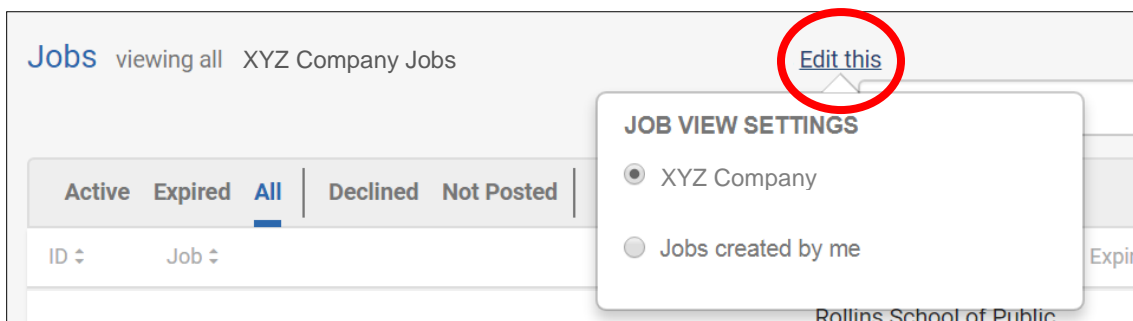 Jobs viewing all XYZ Company Jobs Edit this
JOB VIEW SETTINGS
XYZ Company
Jobs created by me
Active Expired All Declined Not Posted
ID Job Expir
Rollins School of Public